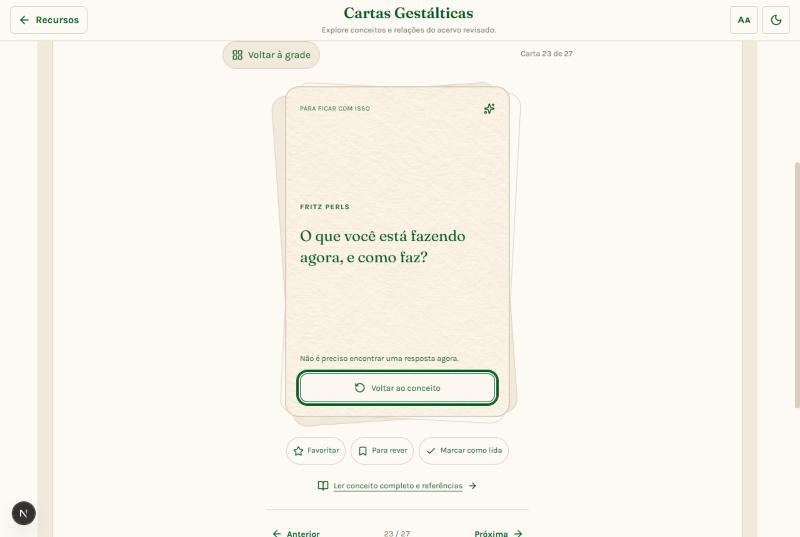 Recursos
Cartas Gestálticas
Explore conceitos e relações do acervo revisado.
AA
Voltar à grade
Carta 23 de 27
PARA FICAR COM ISSO
FRITZ PERLS
O que você está fazendo
agora, e como faz?
Não é preciso encontrar uma resposta agora.
Voltar ao conceito
Favoritar
Para rever
Marcar como lida
Ler conceito completo e referências
N
Anterior
23 / 27
Próxima